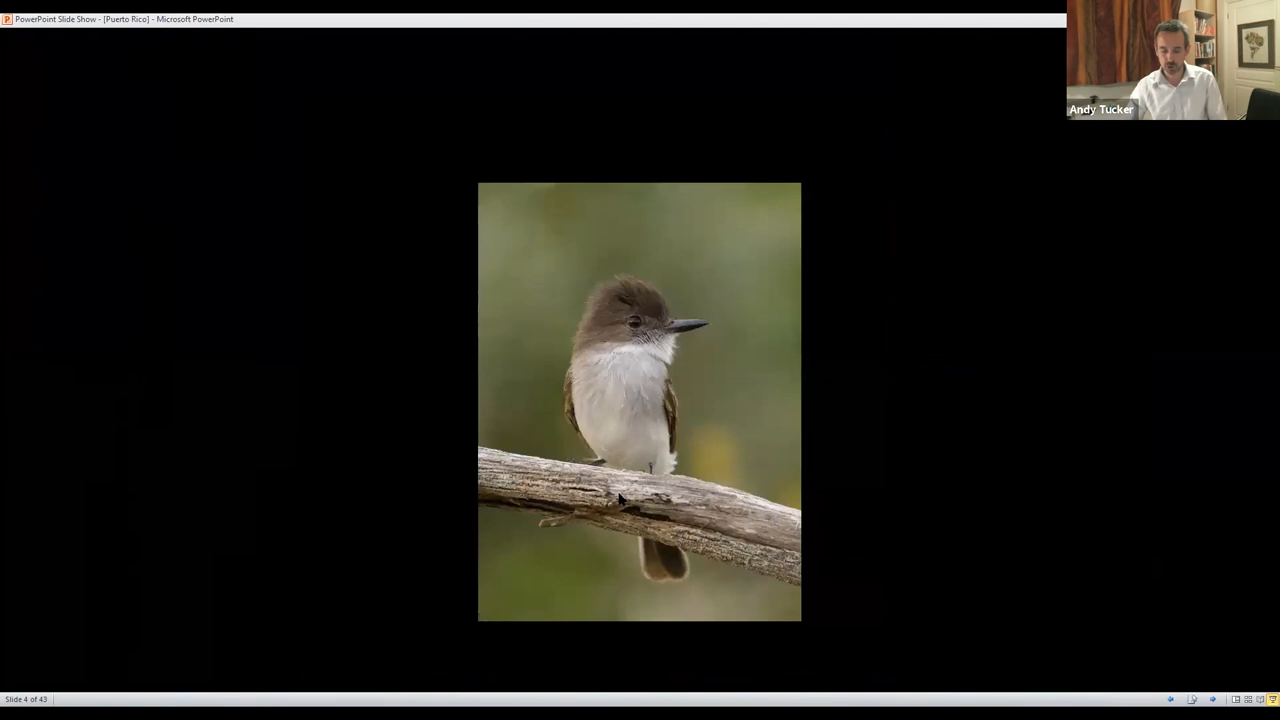 PowerPoint Slide Show - [Puerto Rico] - Microsoft PowerPoint
Andy Tucker
Slide 4 of 43